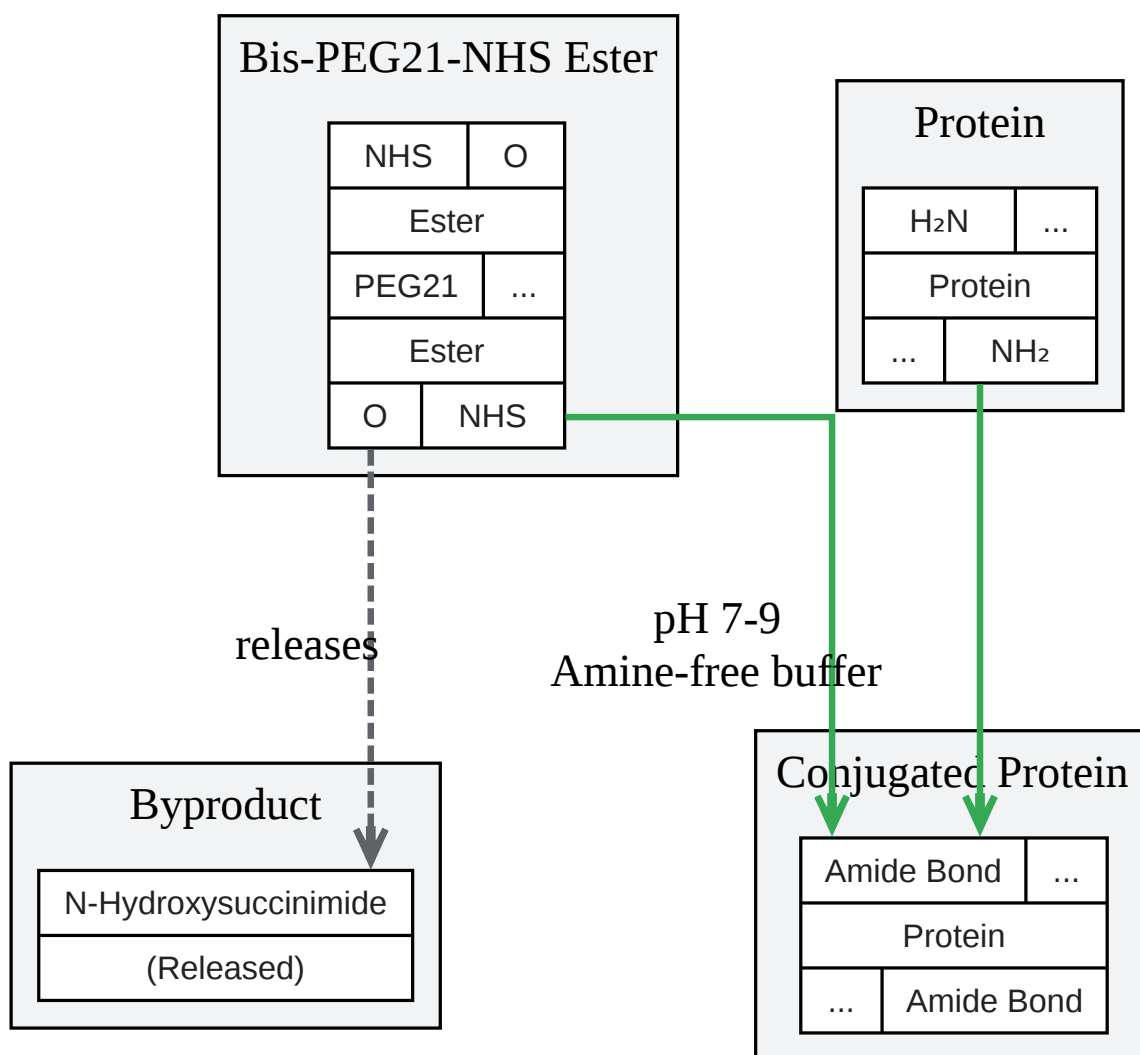 Bis-PEG21-NHS Ester
NHS O
Ester
PEG21 ...
Ester
O NHS
Protein
H₂N ...
Protein
... NH₂
releases
pH 7-9
Amine-free buffer
Byproduct
N-Hydroxysuccinimide
(Released)
Conjugated Protein
Amide Bond ...
Protein
... Amide Bond